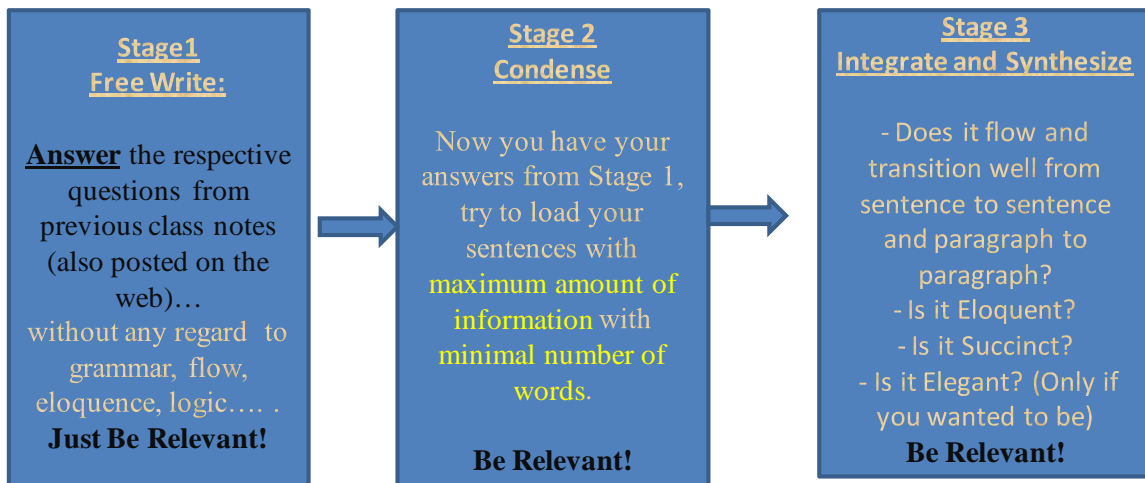 Stage1
Free Write:
Answer the respective
questions from
previous class notes
(also posted on the
web)…
without any regard to
grammar, flow,
eloquence, logic…. .
Just Be Relevant!
Stage 2
Condense
Now you have your
answers from Stage 1,
try to load your
sentences with
maximum amount of
information with
minimal number of
words.
Be Relevant!
Stage 3
Integrate and Synthesize
- Does it flow and
transition well from
sentence to sentence
and paragraph to
paragraph?
- Is it Eloquent?
- Is it Succinct?
- Is it Elegant? (Only if
you wanted to be)
Be Relevant!